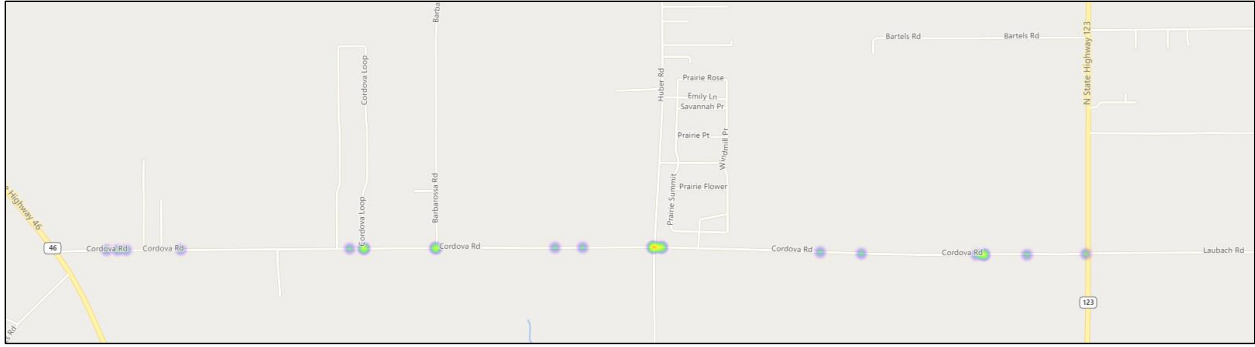 Barba
Bartels Rd
Bartels Rd
Cordova Loop
Huber Rd
N State Highway 123
Prairie Rose
Emily Ln
Savannah Pr
Prairie Pt
Windmill Pr
Prairie Flower
Prairie Summit
Barbarossa Rd
Cordova Loop
e Highway 46
46
Cordova Rd
Cordova Rd
Cordova Rd
Cordova Rd
Cordova Rd
Laubach Rd
123
s Rd